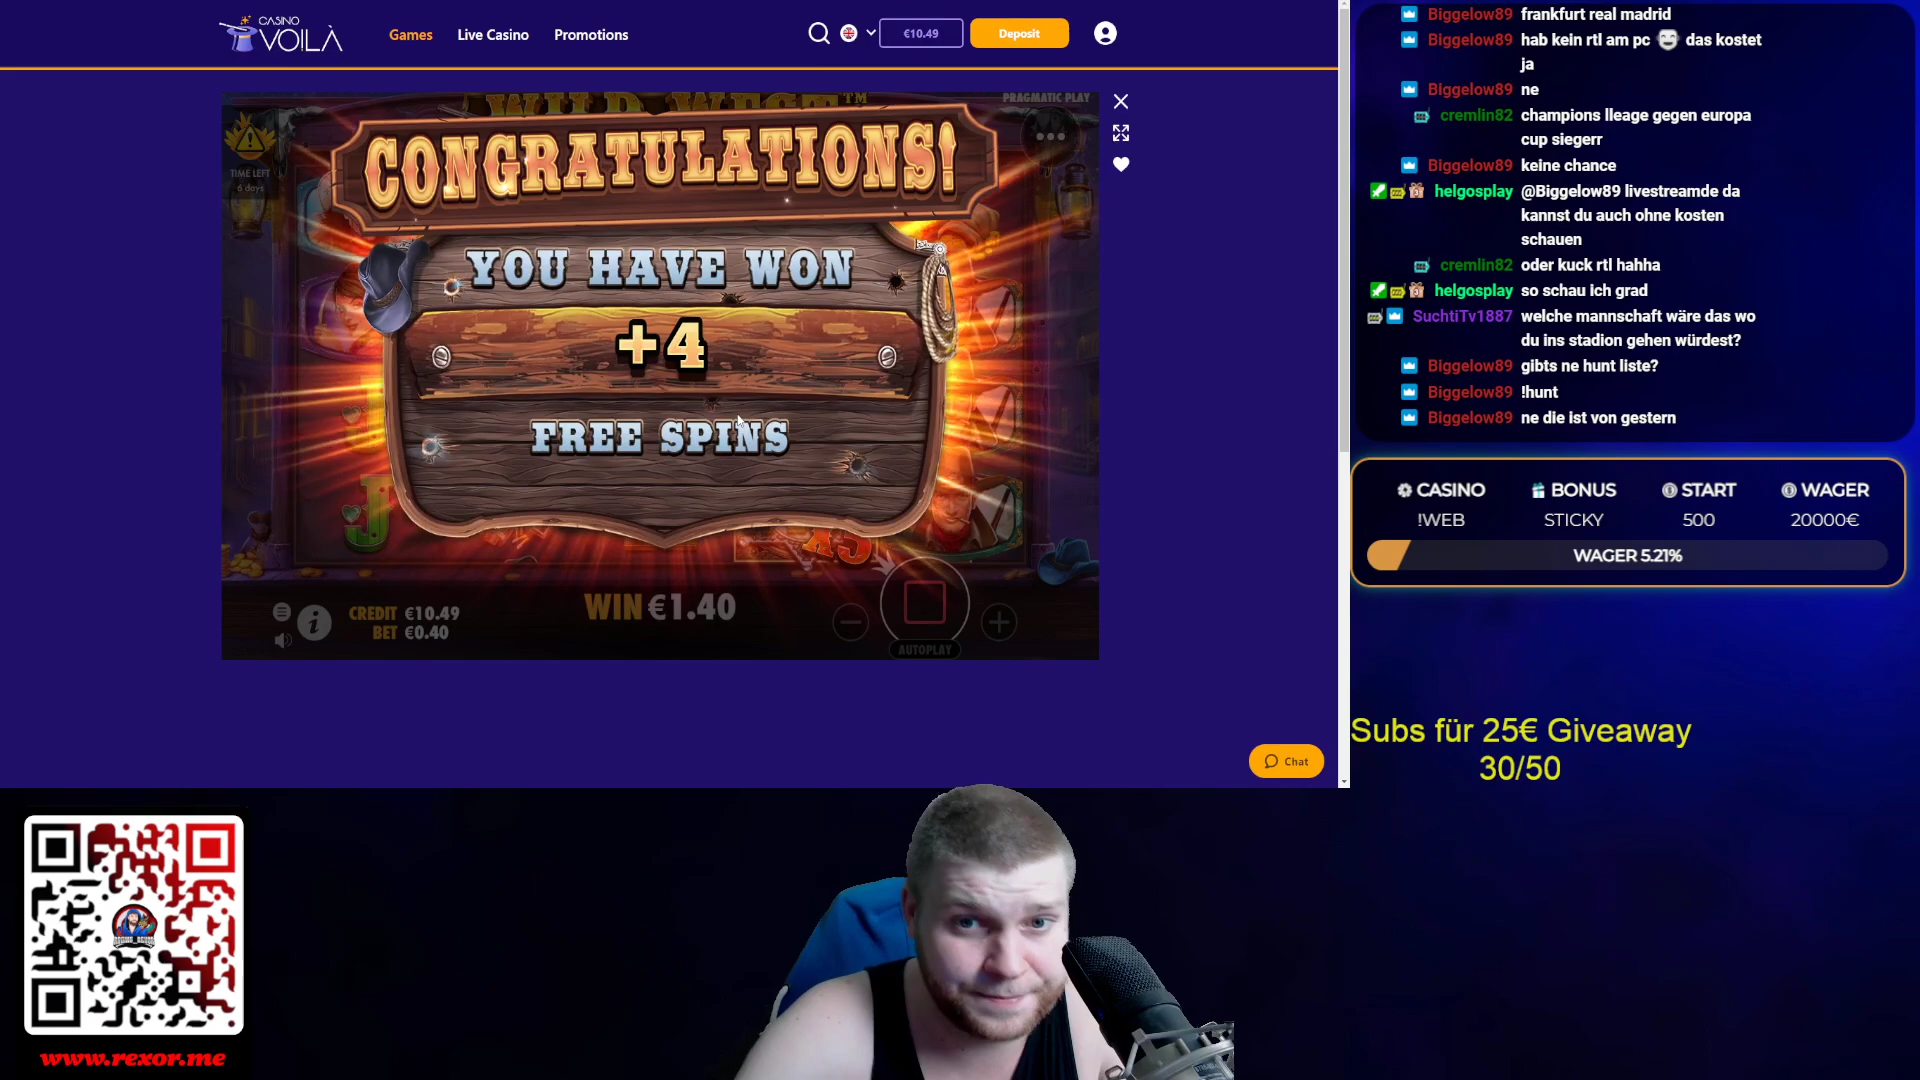 CASINO
VOILÀ
Games
Live Casino
Promotions
€10.49
Deposit
WILD WEST™
PRAGMATIC PLAY
CONGRATULATIONS!
TIME LEFT
6 days
YOU HAVE WON
+4
FREE SPINS
J
CREDIT €10.49
BET €0.40
WIN €1.40
AUTOPLAY
Chat
Biggelow89 frankfurt real madrid
Biggelow89 hab kein rtl am pc das kostet
ja
Biggelow89 ne
cremlin82 champions lleage gegen europa
cup siegerr
Biggelow89 keine chance
helgosplay @Biggelow89 livestreamde da
kannst du auch ohne kosten
schauen
cremlin82 oder kuck rtl hahha
helgosplay so schau ich grad
SuchtiTv1887 welche mannschaft wäre das wo
du ins stadion gehen würdest?
Biggelow89 gibts ne hunt liste?
Biggelow89 !hunt
Biggelow89 ne die ist von gestern
CASINO
BONUS
START
WAGER
!WEB
STICKY
500
20000€
WAGER 5.21%
Subs für 25€ Giveaway
30/50
www.rexor.me